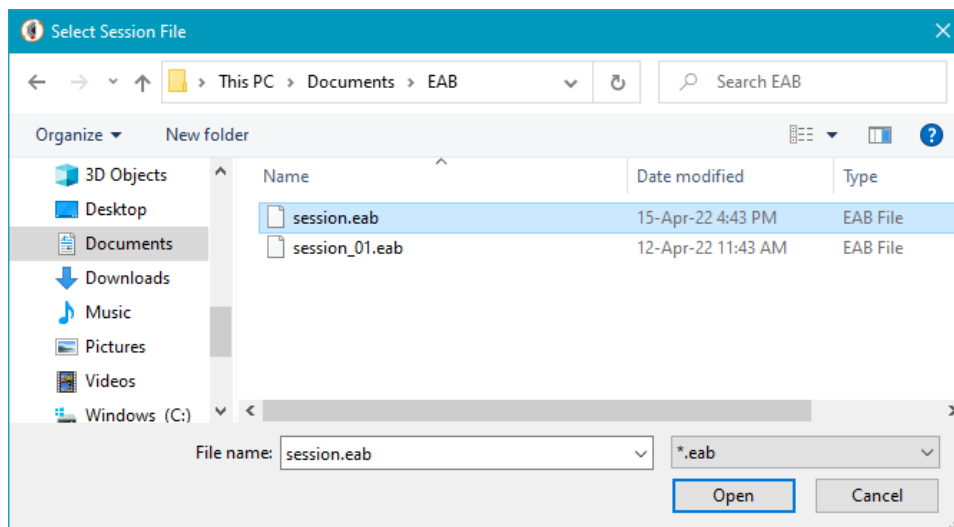 Select Session File
This PC > Documents > EAB
Search EAB
Organize
New folder
Name Date modified Type
3D Objects
Desktop
Documents
Downloads
Music
Pictures
Videos
Windows (C:)
session.eab 15-Apr-22 4:43 PM EAB File
session_01.eab 12-Apr-22 11:43 AM EAB File
File name: session.eab *.eab
Open Cancel